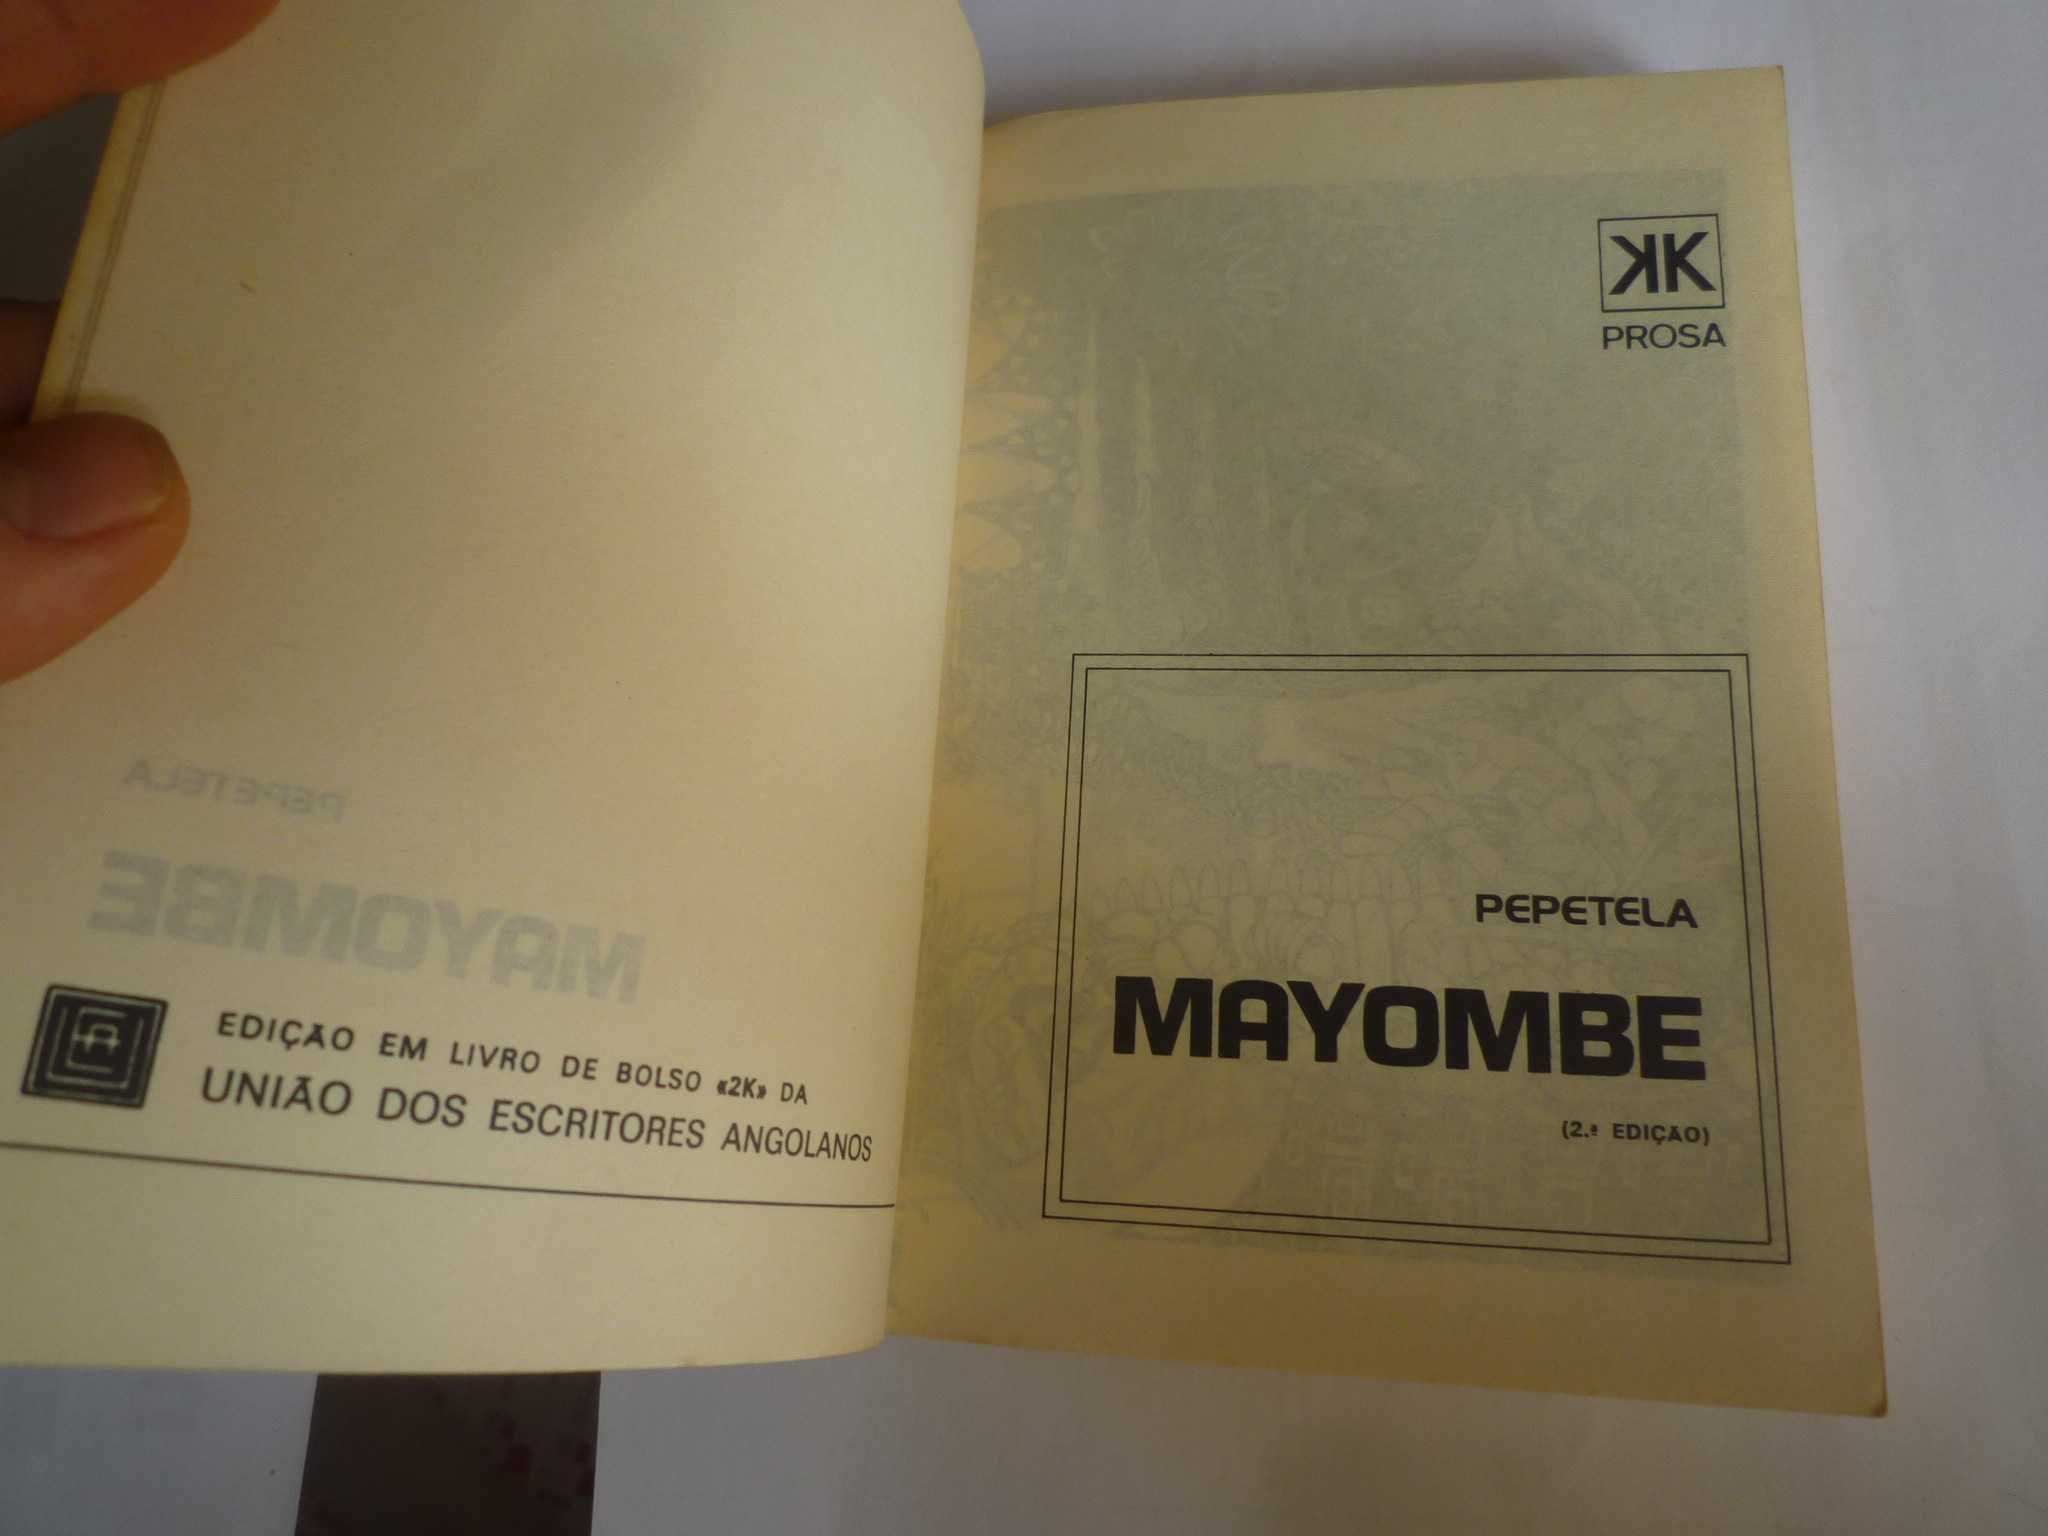 PEPETELA
MAYOMBE
EDIÇÃO EM LIVRO DE BOLSO «2K» DA
UNIÃO DOS ESCRITORES ANGOLANOS
KK
PROSA
PEPETELA
MAYOMBE
(2.ª EDIÇÃO)